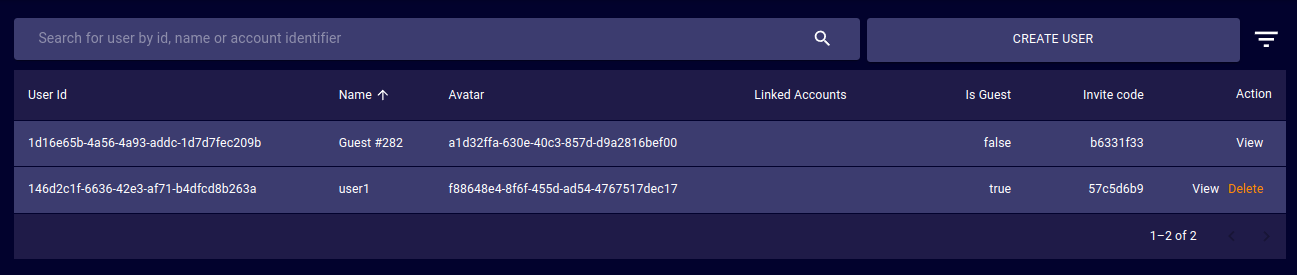 Search for user by id, name or account identifier CREATE USER
User Id Name Avatar Linked Accounts Is Guest Invite code Action
1d16e65b-4a56-4a93-addc-1d7d7fec209b Guest #282 a1d32ffa-630e-40c3-857d-d9a2816bef00 false b6331f33 View
146d2c1f-6636-42e3-af71-b4dfcd8b263a user1 f88648e4-8f6f-455d-ad54-4767517dec17 true 57c5d6b9 View Delete
1–2 of 2